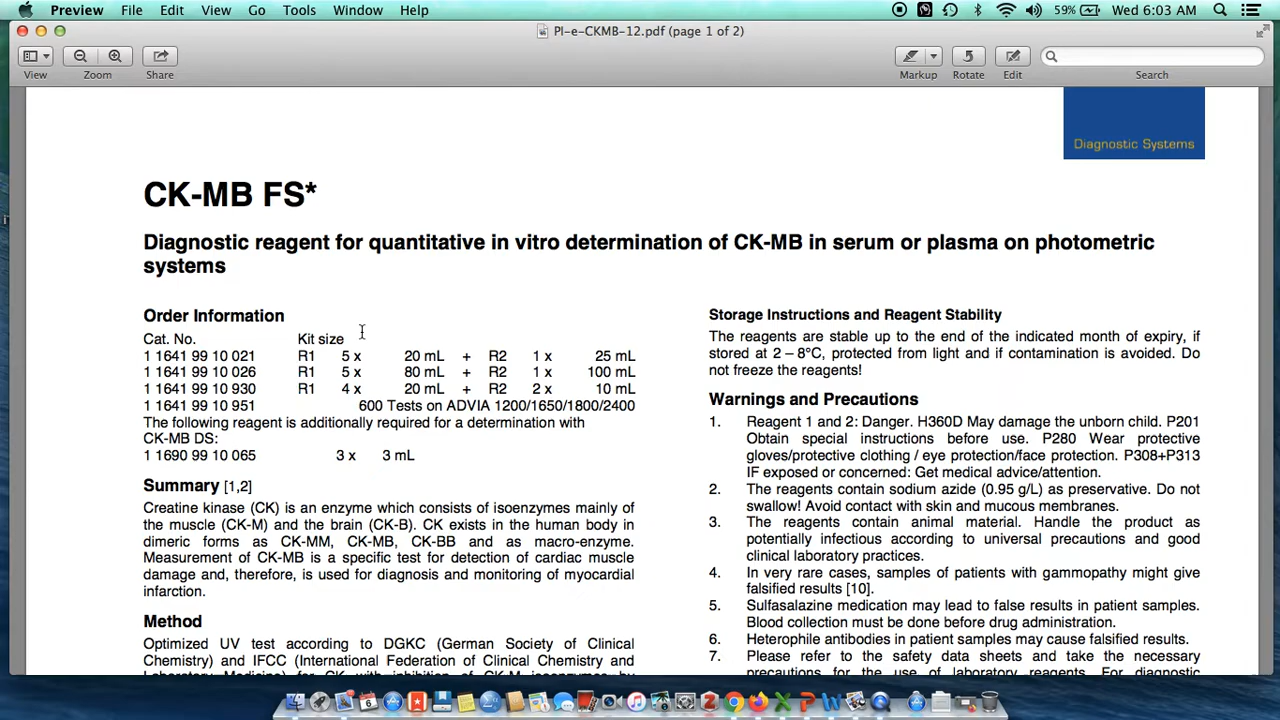 Preview File Edit View Go Tools Window Help 59% Wed 6:03 AM
PI-e-CKMB-12.pdf (page 1 of 2)
View Zoom Share Markup Rotate Edit Search
Diagnostic Systems
CK-MB FS*
Diagnostic reagent for quantitative in vitro determination of CK-MB in serum or plasma on photometric
systems
Order Information
Cat. No. Kit size
1 1641 99 10 021 R1 5 x 20 mL + R2 1 x 25 mL
1 1641 99 10 026 R1 5 x 80 mL + R2 1 x 100 mL
1 1641 99 10 930 R1 4 x 20 mL + R2 2 x 10 mL
1 1641 99 10 951 600 Tests on ADVIA 1200/1650/1800/2400
The following reagent is additionally required for a determination with
CK-MB DS:
1 1690 99 10 065 3 x 3 mL
Summary [1,2]
Creatine kinase (CK) is an enzyme which consists of isoenzymes mainly of
the muscle (CK-M) and the brain (CK-B). CK exists in the human body in
dimeric forms as CK-MM, CK-MB, CK-BB and as macro-enzyme.
Measurement of CK-MB is a specific test for detection of cardiac muscle
damage and, therefore, is used for diagnosis and monitoring of myocardial
infarction.
Method
Optimized UV test according to DGKC (German Society of Clinical
Chemistry) and IFCC (International Federation of Clinical Chemistry and
Laboratory Medicine) for CK with inhibition of CK-M isoenzymes by
Storage Instructions and Reagent Stability
The reagents are stable up to the end of the indicated month of expiry, if
stored at 2 – 8°C, protected from light and if contamination is avoided. Do
not freeze the reagents!
Warnings and Precautions
1. Reagent 1 and 2: Danger. H360D May damage the unborn child. P201
Obtain special instructions before use. P280 Wear protective
gloves/protective clothing / eye protection/face protection. P308+P313
IF exposed or concerned: Get medical advice/attention.
2. The reagents contain sodium azide (0.95 g/L) as preservative. Do not
swallow! Avoid contact with skin and mucous membranes.
3. The reagents contain animal material. Handle the product as
potentially infectious according to universal precautions and good
clinical laboratory practices.
4. In very rare cases, samples of patients with gammopathy might give
falsified results [10].
5. Sulfasalazine medication may lead to false results in patient samples.
Blood collection must be done before drug administration.
6. Heterophile antibodies in patient samples may cause falsified results.
7. Please refer to the safety data sheets and take the necessary
precautions for the use of laboratory reagents. For diagnostic